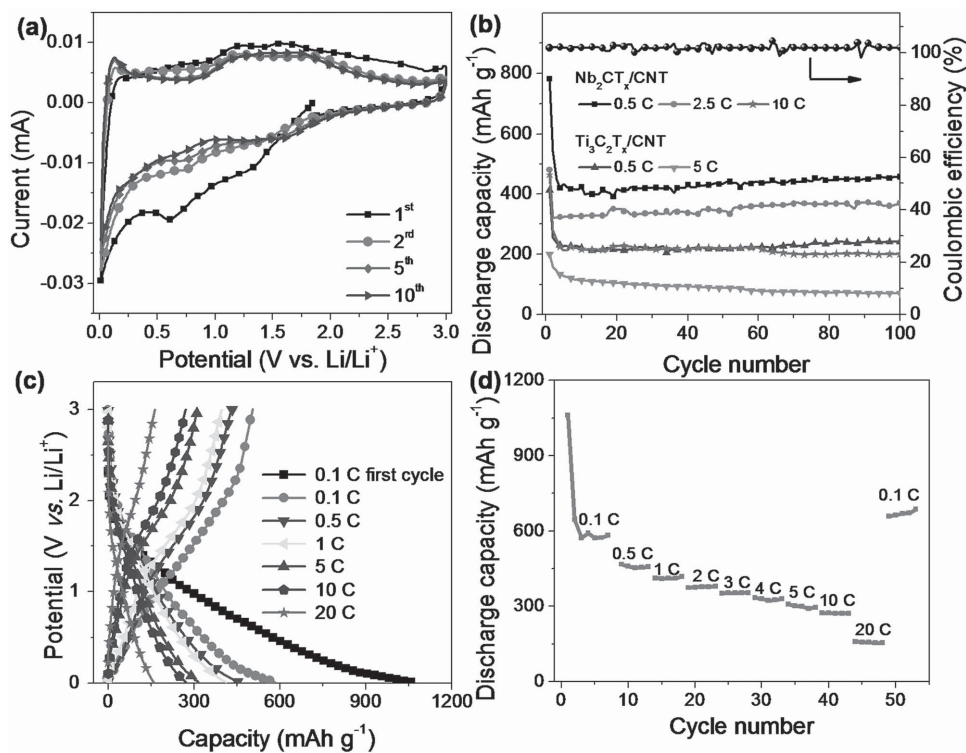 (a)
0.01
0.00
-0.01
-0.02
-0.03
Current (mA)
1st
2rd
5th
10th
0.0 0.5 1.0 1.5 2.0 2.5 3.0
Potential (V vs. Li/Li+)
(b)
800
600
400
200
0
Discharge capacity (mAh g-1)
Nb2CTx/CNT
0.5 C 2.5 C 10 C
Ti3C2Tx/CNT
0.5 C 5 C
100
80
60
40
20
0
Coulombic efficiency (%)
0 20 40 60 80 100
Cycle number
(c)
3
2
1
0
Potential (V vs. Li/Li+)
0.1 C first cycle
0.1 C
0.5 C
1 C
5 C
10 C
20 C
0 300 600 900 1200
Capacity (mAh g-1)
(d)
1200
900
600
300
0
Discharge capacity (mAh g-1)
0.1 C
0.5 C
1 C
2 C
3 C
4 C
5 C
10 C
20 C
0.1 C
0 10 20 30 40 50
Cycle number